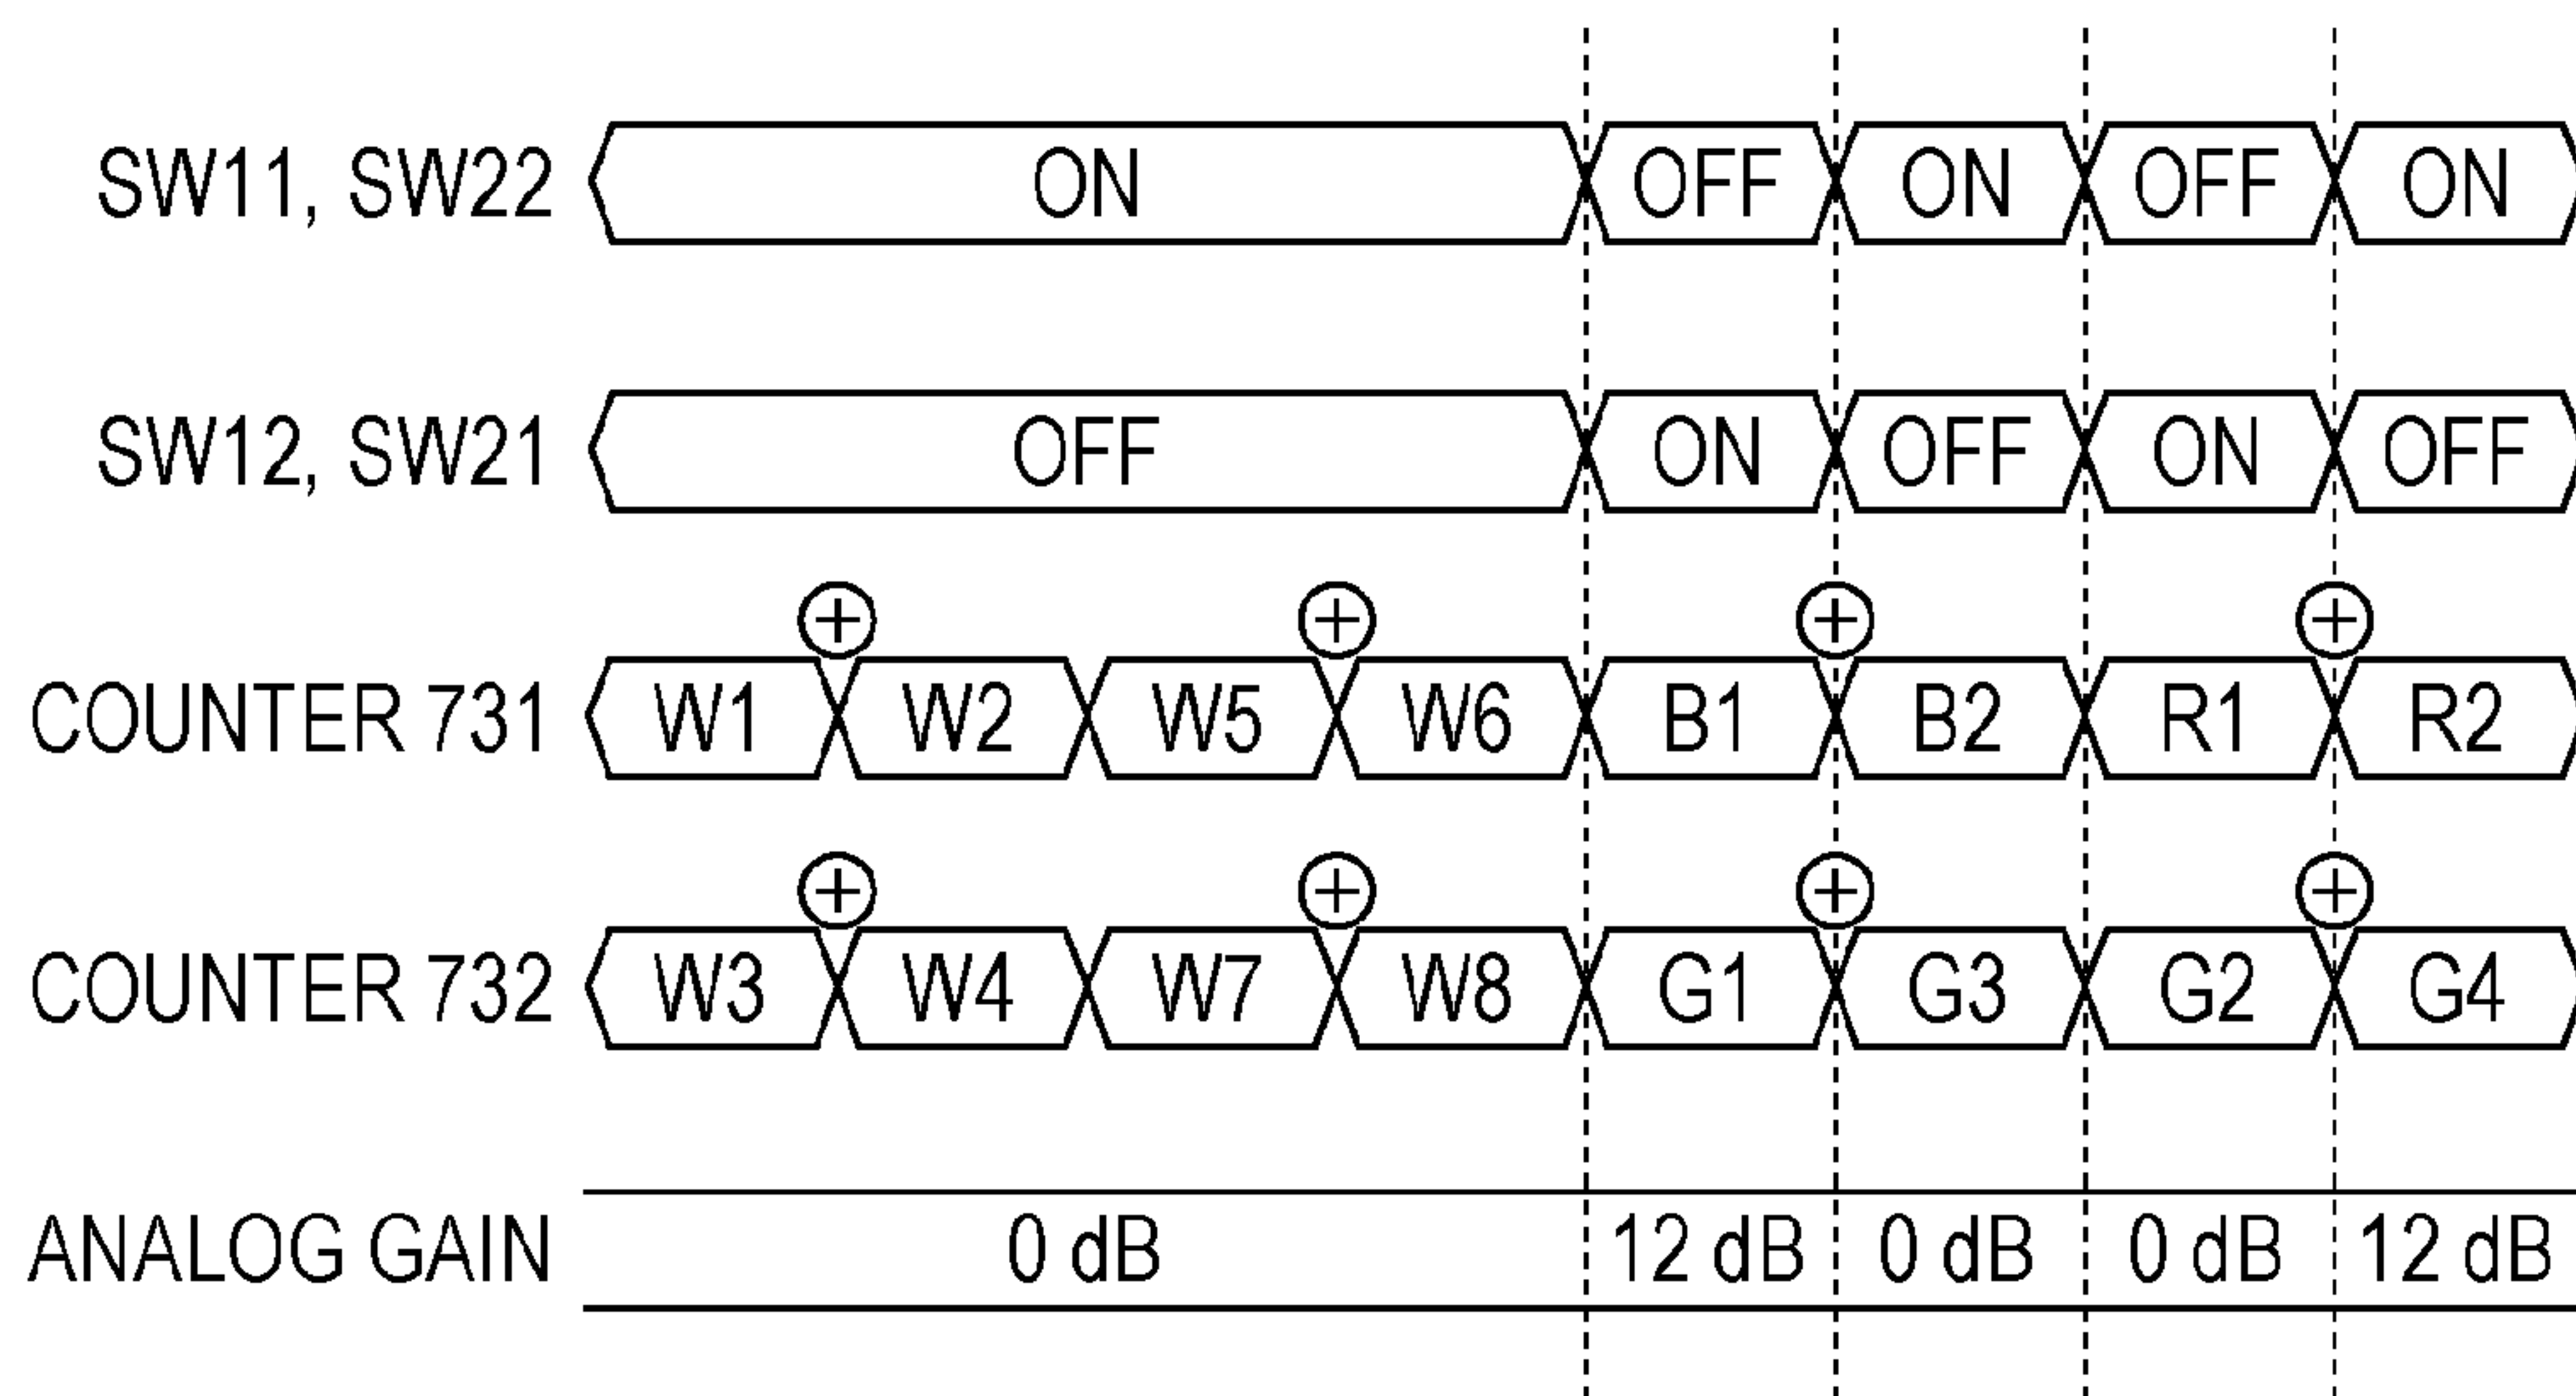 SW11, SW22 ON OFF ON OFF ON
SW12, SW21 OFF ON OFF ON OFF
+ + + +
COUNTER 731 W1 W2 W5 W6 B1 B2 R1 R2
+ + + +
COUNTER 732 W3 W4 W7 W8 G1 G3 G2 G4
ANALOG GAIN 0 dB 12 dB 0 dB 0 dB 12 dB